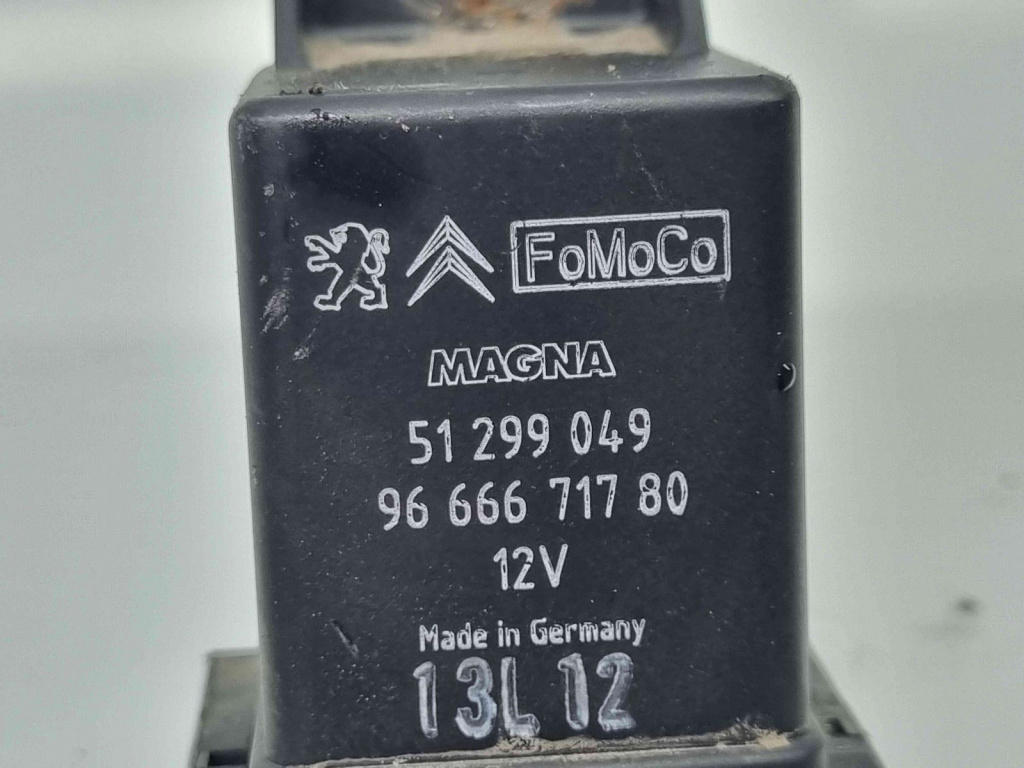 FoMoCo
MAGNA
51 299 049
96 666 717 80
12V
Made in Germany
13L12